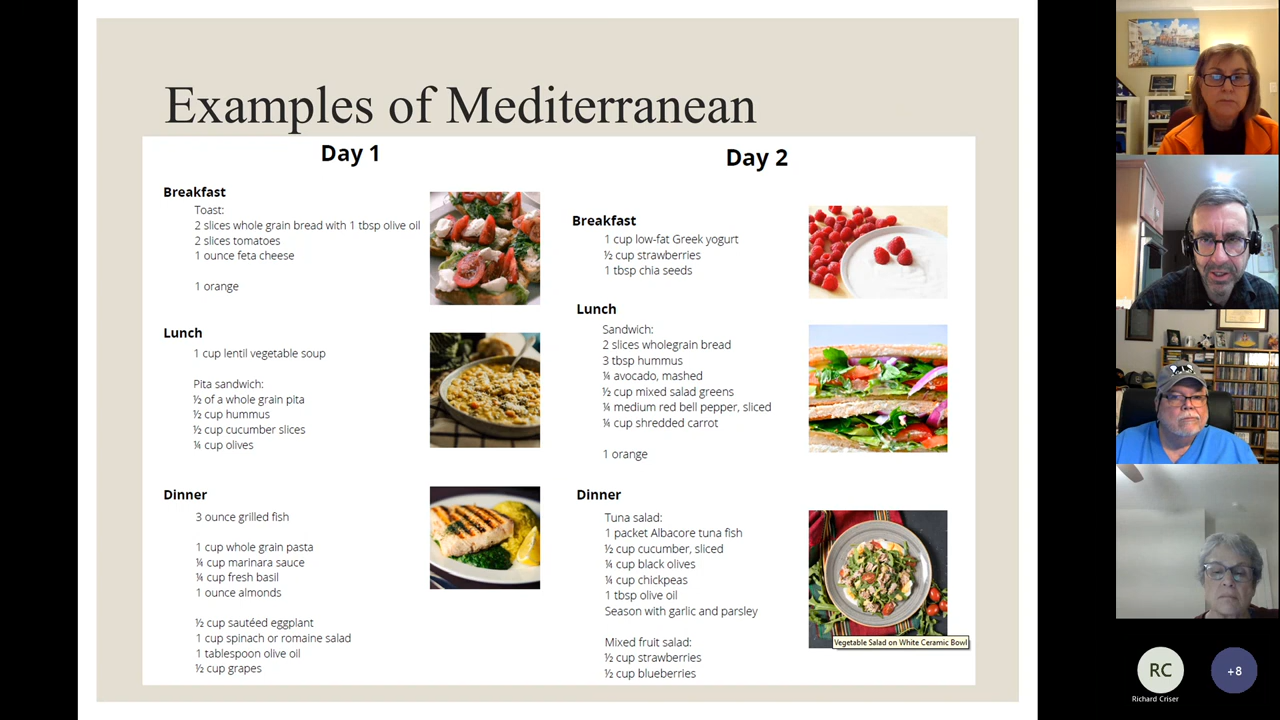 Examples of Mediterranean
Day 1
Breakfast
Toast:
2 slices whole grain bread with 1 tbsp olive oil
2 slices tomatoes
1 ounce feta cheese
1 orange
Lunch
1 cup lentil vegetable soup
Pita sandwich:
½ of a whole grain pita
½ cup hummus
½ cup cucumber slices
¼ cup olives
Dinner
3 ounce grilled fish
1 cup whole grain pasta
¼ cup marinara sauce
¼ cup fresh basil
1 ounce almonds
½ cup sautéed eggplant
1 cup spinach or romaine salad
1 tablespoon olive oil
½ cup grapes
Day 2
Breakfast
1 cup low-fat Greek yogurt
½ cup strawberries
1 tbsp chia seeds
Lunch
Sandwich:
2 slices wholegrain bread
3 tbsp hummus
¼ avocado, mashed
½ cup mixed salad greens
¼ medium red bell pepper, sliced
¼ cup shredded carrot
1 orange
Dinner
Tuna salad:
1 packet Albacore tuna fish
½ cup cucumber, sliced
¼ cup black olives
¼ cup chickpeas
1 tbsp olive oil
Season with garlic and parsley
Mixed fruit salad:
½ cup strawberries
½ cup blueberries
Vegetable Salad on White Ceramic Bowl
RC
Richard Criser
+8